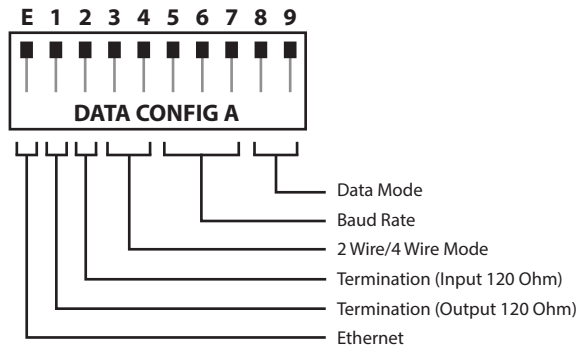 E 1 2 3 4 5 6 7 8 9
DATA CONFIG A
Data Mode
Baud Rate
2 Wire/4 Wire Mode
Termination (Input 120 Ohm)
Termination (Output 120 Ohm)
Ethernet